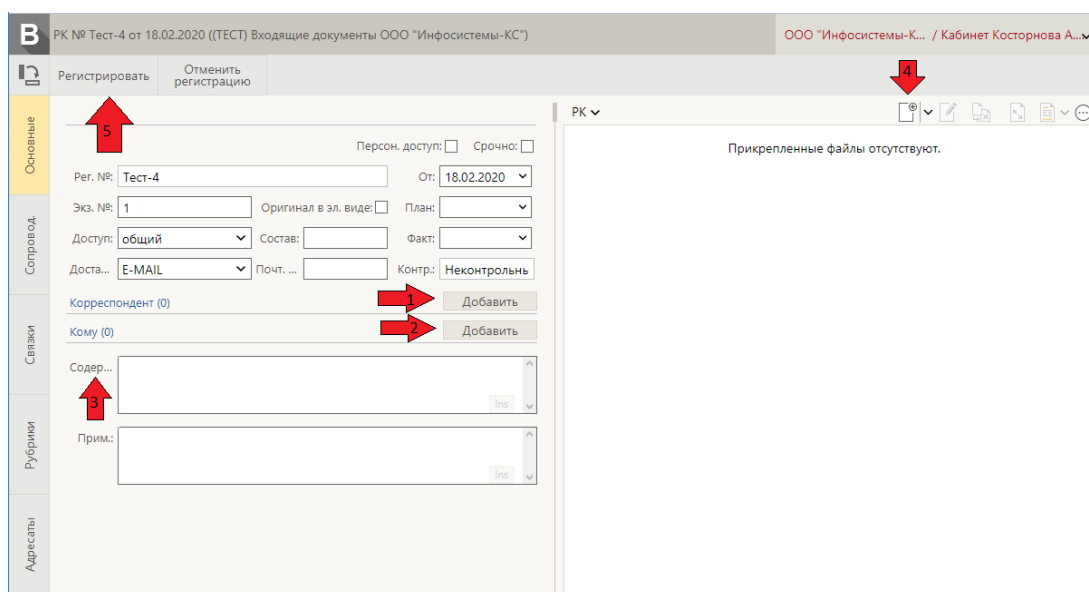 В РК № Тест-4 от 18.02.2020 ((ТЕСТ) Входящие документы ООО "Инфосистемы-КС")
ООО "Инфосистемы-К... / Кабинет Косторнова А...
Регистрировать
Отменить
регистрацию
4
5
РК
Прикрепленные файлы отсутствуют.
Основные
Сопровод.
Связки
Рубрики
Адресаты
Персон. доступ: Срочно:
Рег. №: Тест-4 От: 18.02.2020
Экз. №: 1 Оригинал в эл. виде: План:
Доступ: общий Состав: Факт:
Доста... E-MAIL Почт. ... Контр.: Неконтрольнь
Корреспондент (0) 1 Добавить
Кому (0) 2 Добавить
Содер...
Ins
3
Прим.:
Ins